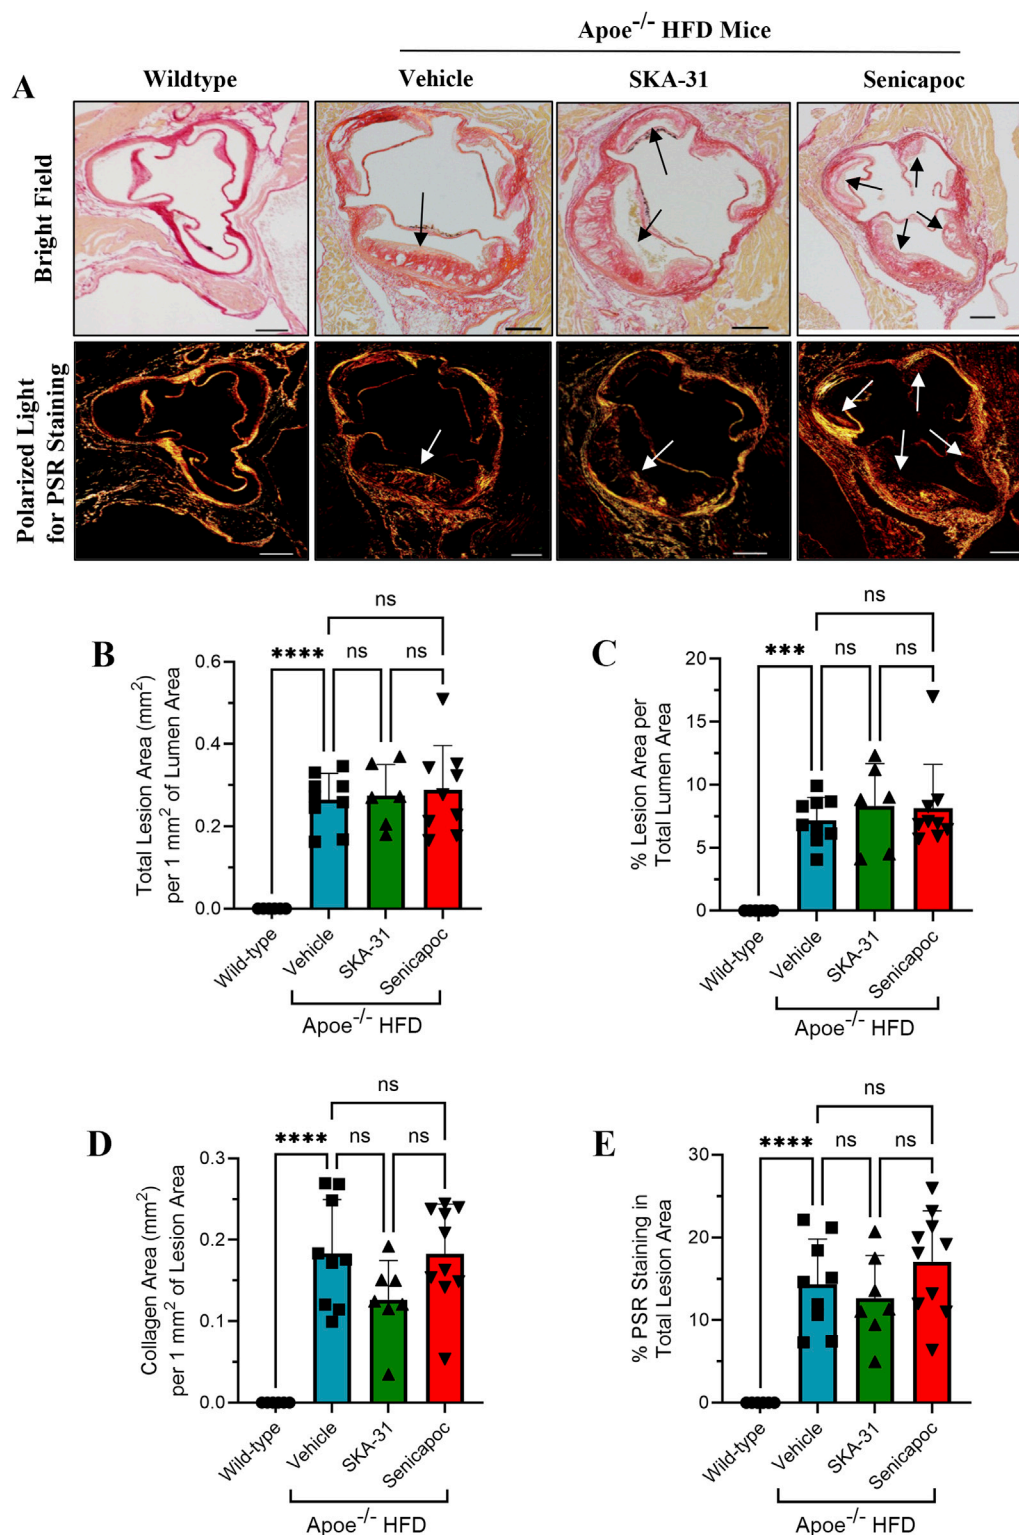 Apoe-/- HFD Mice
Wildtype
Vehicle
SKA-31
Senicapoc
A
Bright Field
Polarized Light
for PSR Staining
B
ns
****
ns
ns
Total Lesion Area (mm2)
per 1 mm2 of Lumen Area
0.6
0.4
0.2
0.0
Wild-type
Vehicle
SKA-31
Senicapoc
Apoe-/- HFD
C
ns
***
ns
ns
% Lesion Area per
Total Lumen Area
20
15
10
5
0
Wild-type
Vehicle
SKA-31
Senicapoc
Apoe-/- HFD
D
ns
****
ns
ns
Collagen Area (mm2)
per 1 mm2 of Lesion Area
0.3
0.2
0.1
0.0
Wild-type
Vehicle
SKA-31
Senicapoc
Apoe-/- HFD
E
ns
****
ns
ns
% PSR Staining in
Total Lesion Area
30
20
10
0
Wild-type
Vehicle
SKA-31
Senicapoc
Apoe-/- HFD